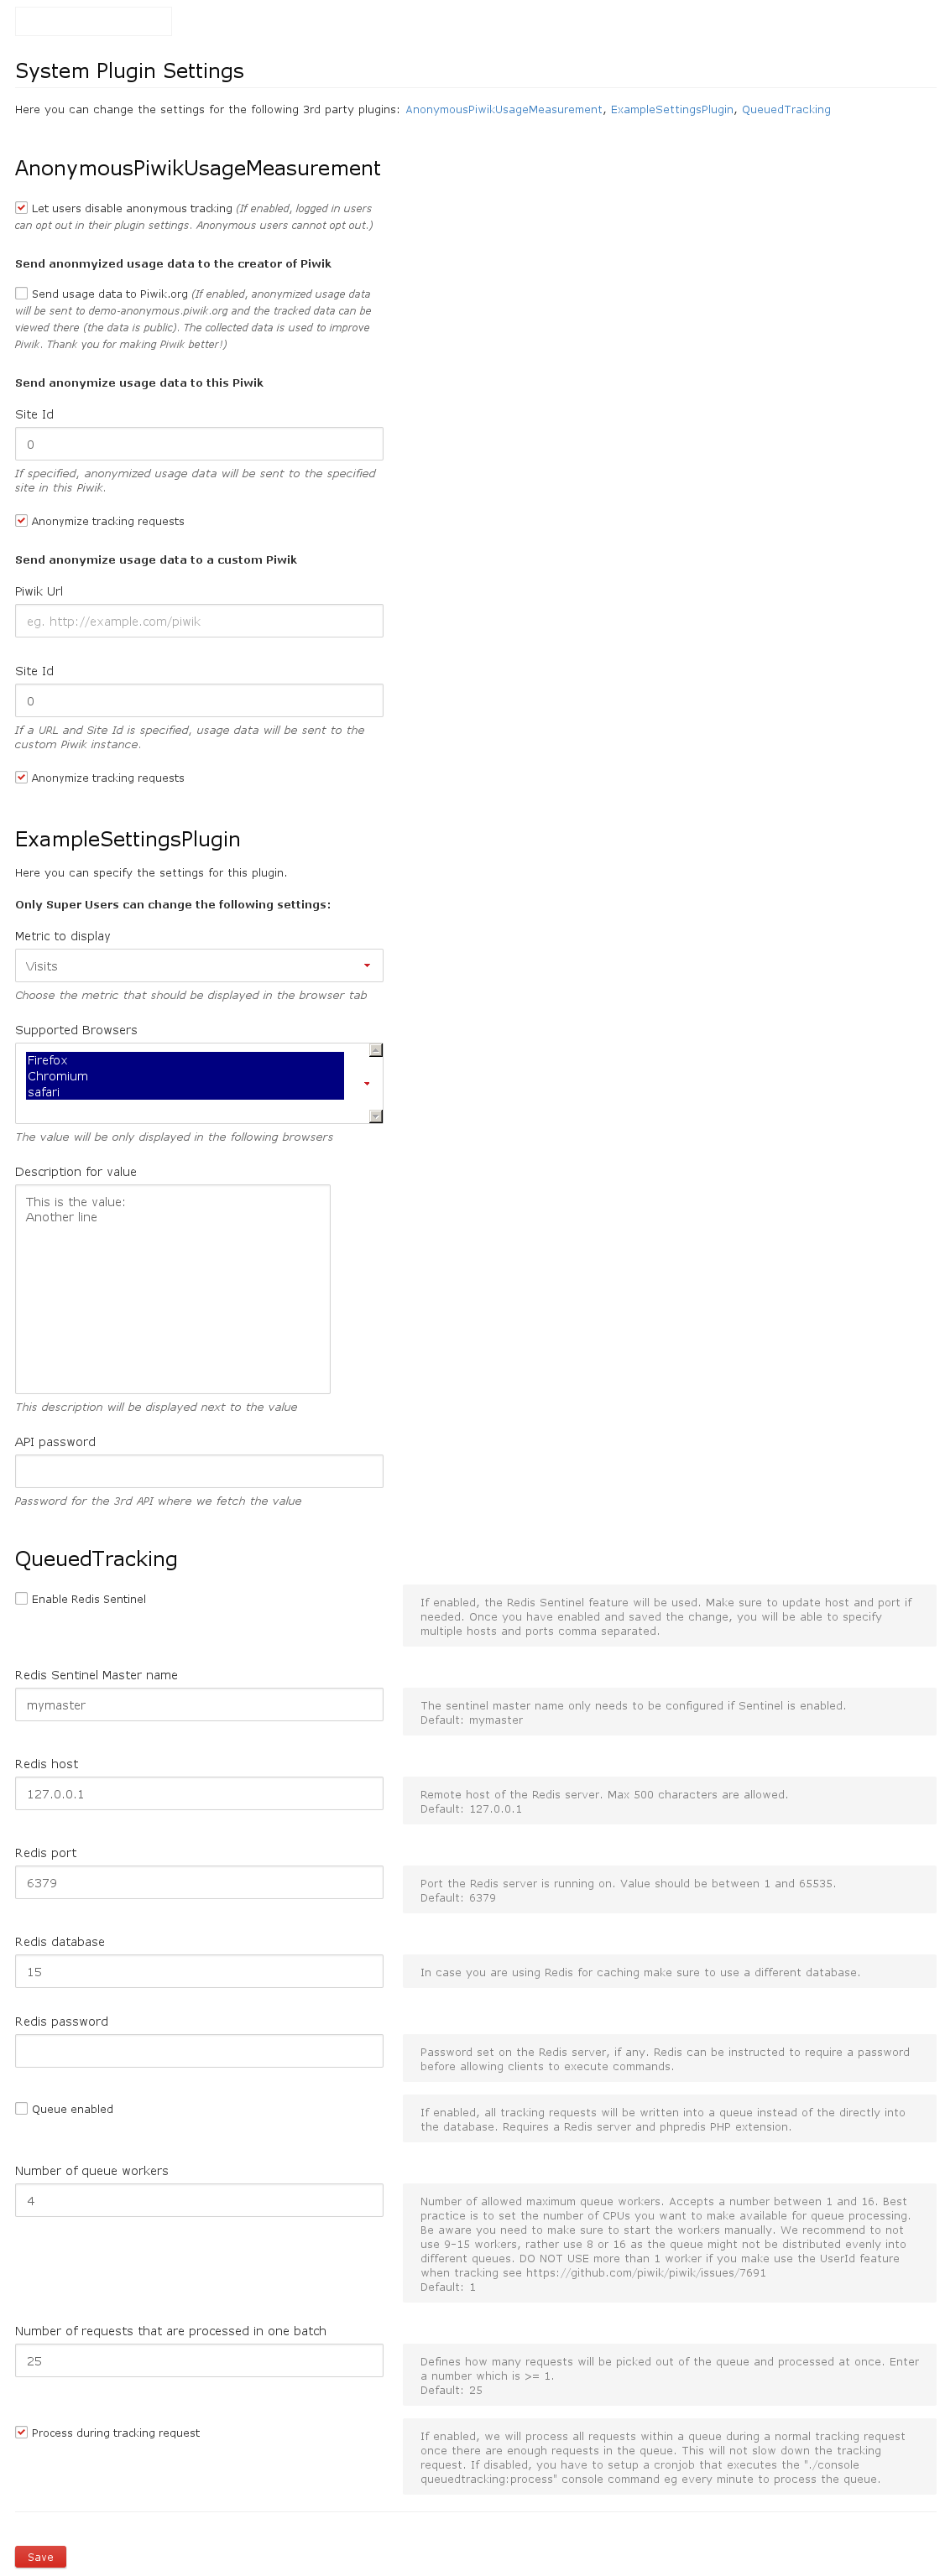 System Plugin Settings
Here you can change the settings for the following 3rd party plugins: AnonymousPiwikUsageMeasurement, ExampleSettingsPlugin, QueuedTracking
AnonymousPiwikUsageMeasurement
Let users disable anonymous tracking (If enabled, logged in users
can opt out in their plugin settings. Anonymous users cannot opt out.)
Send anonmyized usage data to the creator of Piwik
Send usage data to Piwik.org (If enabled, anonymized usage data
will be sent to demo-anonymous.piwik.org and the tracked data can be
viewed there (the data is public). The collected data is used to improve
Piwik. Thank you for making Piwik better!)
Send anonymize usage data to this Piwik
Site Id
0
If specified, anonymized usage data will be sent to the specified
site in this Piwik.
Anonymize tracking requests
Send anonymize usage data to a custom Piwik
Piwik Url
eg. http://example.com/piwik
Site Id
0
If a URL and Site Id is specified, usage data will be sent to the
custom Piwik instance.
Anonymize tracking requests
ExampleSettingsPlugin
Here you can specify the settings for this plugin.
Only Super Users can change the following settings:
Metric to display
Visits
Choose the metric that should be displayed in the browser tab
Supported Browsers
Firefox
Chromium
safari
The value will be only displayed in the following browsers
Description for value
This is the value:
Another line
This description will be displayed next to the value
API password
Password for the 3rd API where we fetch the value
QueuedTracking
Enable Redis Sentinel
If enabled, the Redis Sentinel feature will be used. Make sure to update host and port if
needed. Once you have enabled and saved the change, you will be able to specify
multiple hosts and ports comma separated.
Redis Sentinel Master name
mymaster
The sentinel master name only needs to be configured if Sentinel is enabled.
Default: mymaster
Redis host
127.0.0.1
Remote host of the Redis server. Max 500 characters are allowed.
Default: 127.0.0.1
Redis port
6379
Port the Redis server is running on. Value should be between 1 and 65535.
Default: 6379
Redis database
15
In case you are using Redis for caching make sure to use a different database.
Redis password
Password set on the Redis server, if any. Redis can be instructed to require a password
before allowing clients to execute commands.
Queue enabled
If enabled, all tracking requests will be written into a queue instead of the directly into
the database. Requires a Redis server and phpredis PHP extension.
Number of queue workers
4
Number of allowed maximum queue workers. Accepts a number between 1 and 16. Best
practice is to set the number of CPUs you want to make available for queue processing.
Be aware you need to make sure to start the workers manually. We recommend to not
use 9-15 workers, rather use 8 or 16 as the queue might not be distributed evenly into
different queues. DO NOT USE more than 1 worker if you make use the UserId feature
when tracking see https://github.com/piwik/piwik/issues/7691
Default: 1
Number of requests that are processed in one batch
25
Defines how many requests will be picked out of the queue and processed at once. Enter
a number which is >= 1.
Default: 25
Process during tracking request
If enabled, we will process all requests within a queue during a normal tracking request
once there are enough requests in the queue. This will not slow down the tracking
request. If disabled, you have to setup a cronjob that executes the "./console
queuedtracking:process" console command eg every minute to process the queue.
Save